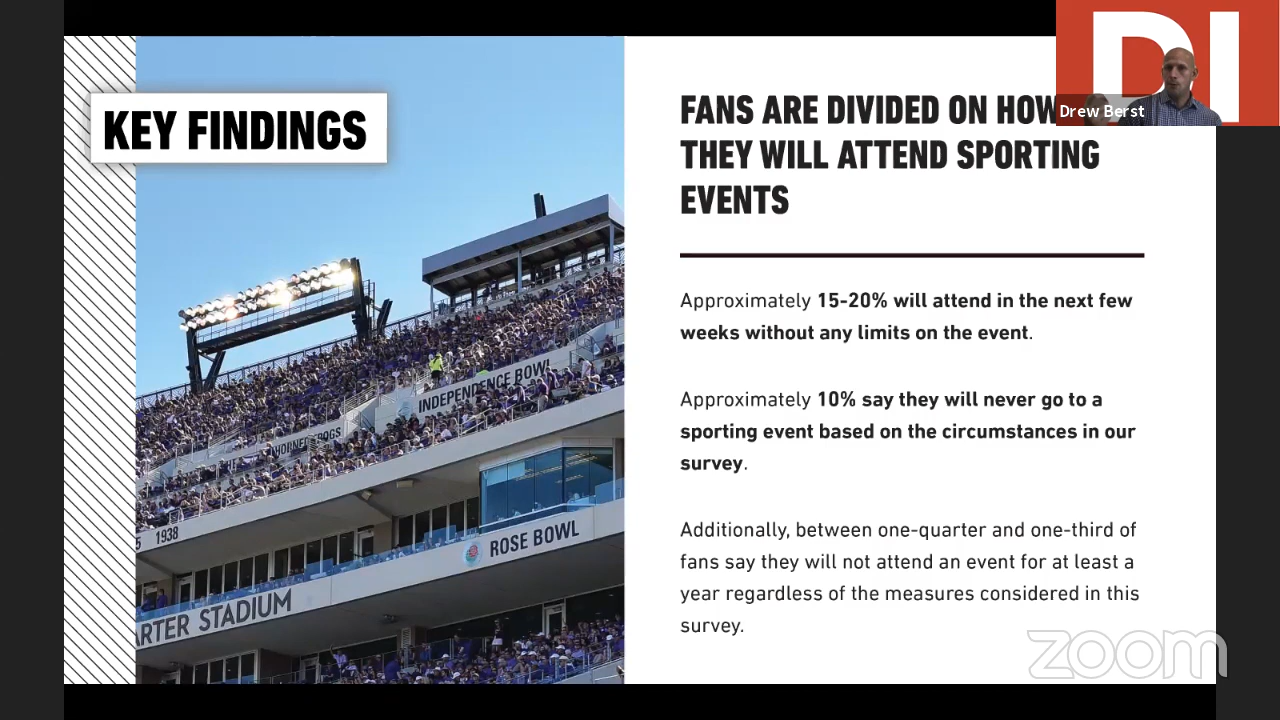 DI
Drew Berst
KEY FINDINGS
FANS ARE DIVIDED ON HOW
THEY WILL ATTEND SPORTING
EVENTS
Approximately 15-20% will attend in the next few
weeks without any limits on the event.
Approximately 10% say they will never go to a
sporting event based on the circumstances in our
survey.
Additionally, between one-quarter and one-third of
fans say they will not attend an event for at least a
year regardless of the measures considered in this
survey.
INDEPENDENCE BOWL
1938
ROSE BOWL
STADIUM
zoom